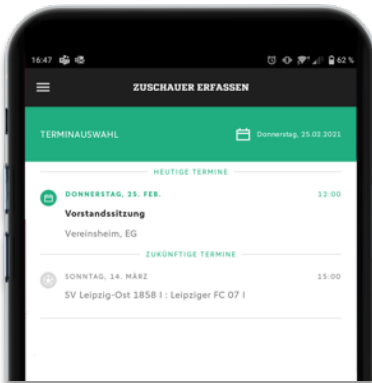 16:47 62 %
ZUSCHAUER ERFASSEN
TERMINAUSWAHL Donnerstag, 25.02.2021
HEUTIGE TERMINE
DONNERSTAG, 25. FEB. 12:00
Vorstandssitzung
Vereinsheim, EG
ZUKÜNFTIGE TERMINE
SONNTAG, 14. MÄRZ 15:00
SV Leipzig-Ost 1858 I : Leipziger FC 07 I